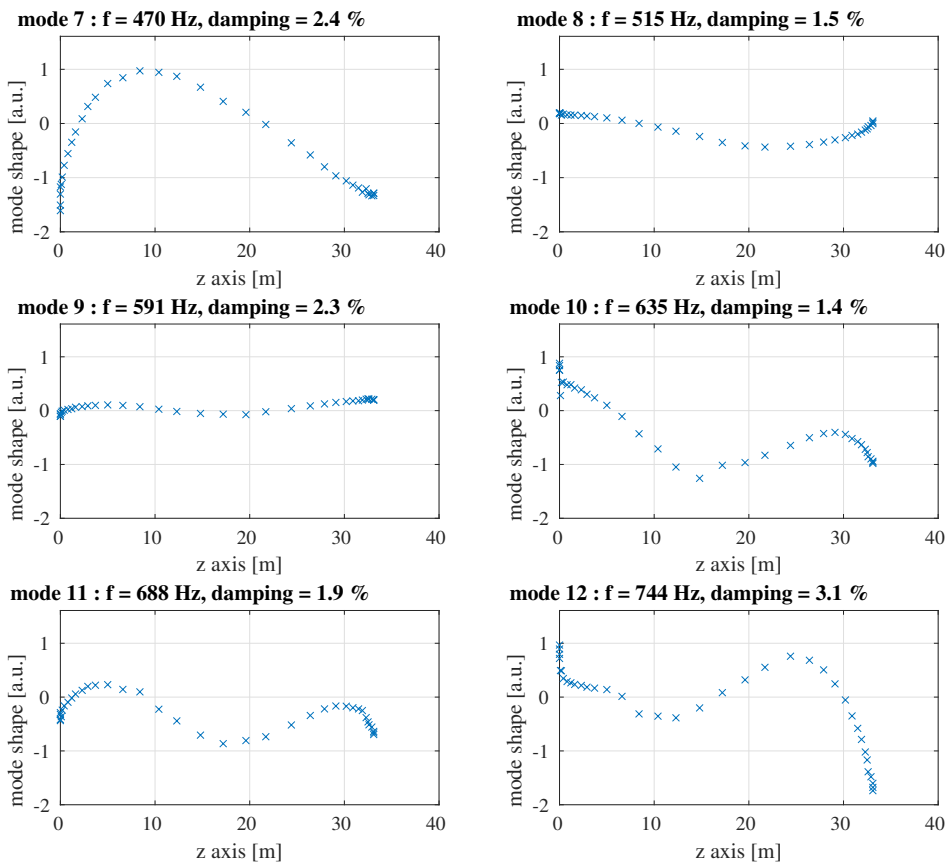 mode 7 : f = 470 Hz, damping = 2.4 %
mode shape [a.u.]
1
0
-1
-2
0 10 20 30 40
z axis [m]
mode 8 : f = 515 Hz, damping = 1.5 %
mode shape [a.u.]
1
0
-1
-2
0 10 20 30 40
z axis [m]
mode 9 : f = 591 Hz, damping = 2.3 %
mode shape [a.u.]
1
0
-1
-2
0 10 20 30 40
z axis [m]
mode 10 : f = 635 Hz, damping = 1.4 %
mode shape [a.u.]
1
0
-1
-2
0 10 20 30 40
z axis [m]
mode 11 : f = 688 Hz, damping = 1.9 %
mode shape [a.u.]
1
0
-1
-2
0 10 20 30 40
z axis [m]
mode 12 : f = 744 Hz, damping = 3.1 %
mode shape [a.u.]
1
0
-1
-2
0 10 20 30 40
z axis [m]